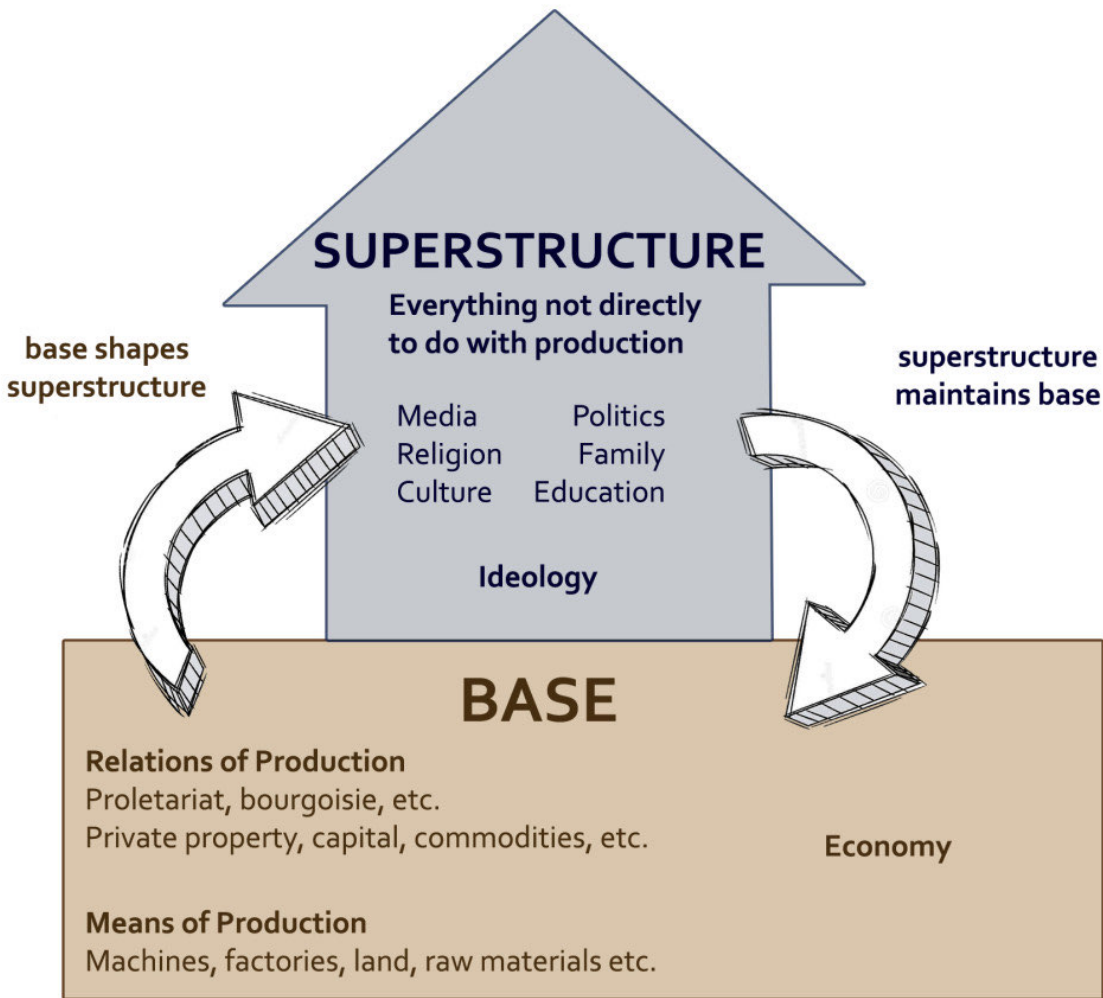 SUPERSTRUCTURE
Everything not directly
to do with production
base shapes
superstructure
superstructure
maintains base
Media Politics
Religion Family
Culture Education
Ideology
BASE
Relations of Production
Proletariat, bourgoisie, etc.
Private property, capital, commodities, etc.
Economy
Means of Production
Machines, factories, land, raw materials etc.